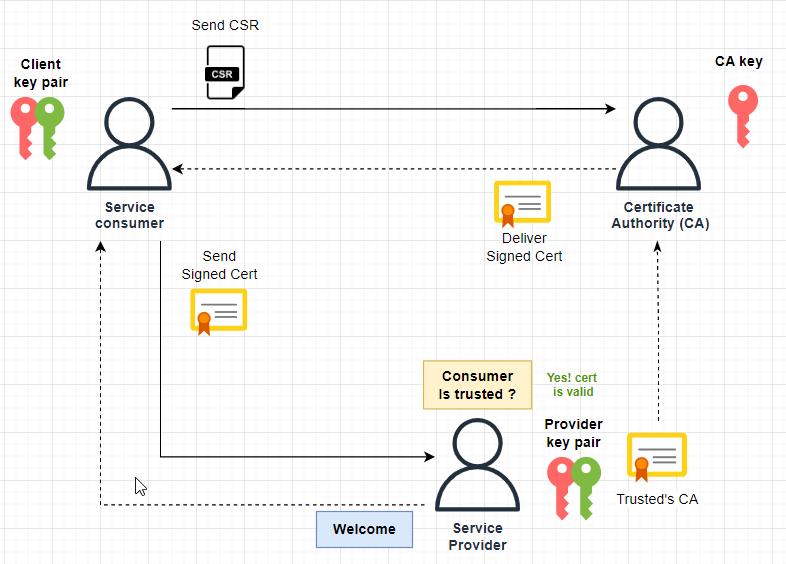 Send CSR
CSR
Client
key pair
CA key
Service
consumer
Certificate
Authority (CA)
Deliver
Signed Cert
Send
Signed Cert
Consumer
Is trusted ?
Yes! cert
is valid
Provider
key pair
Trusted's CA
Welcome
Service
Provider